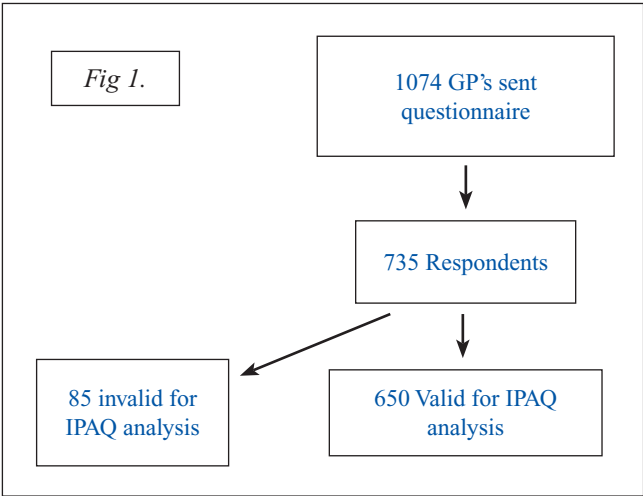 Fig 1.
1074 GP's sent
questionnaire
735 Respondents
85 invalid for
IPAQ analysis
650 Valid for IPAQ
analysis